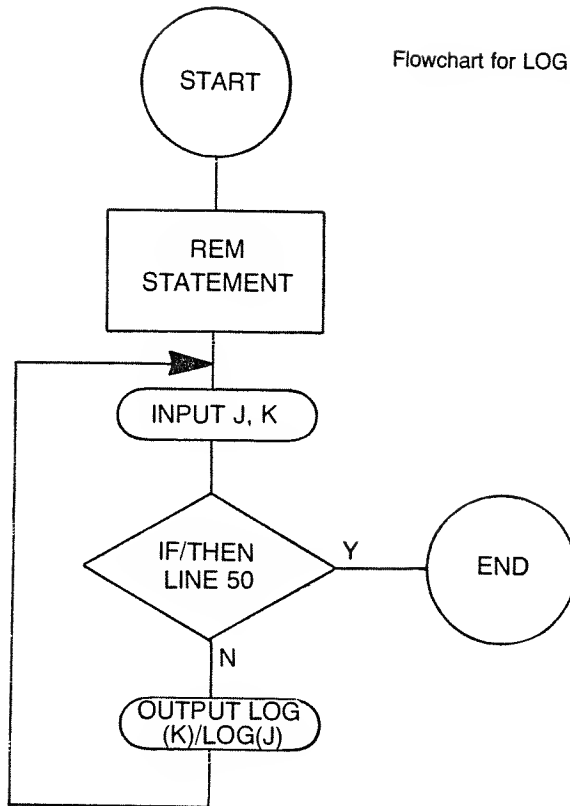 START
Flowchart for LOG
REM
STATEMENT
INPUT J, K
IF/THEN
LINE 50
Y
END
N
OUTPUT LOG
(K)/LOG(J)